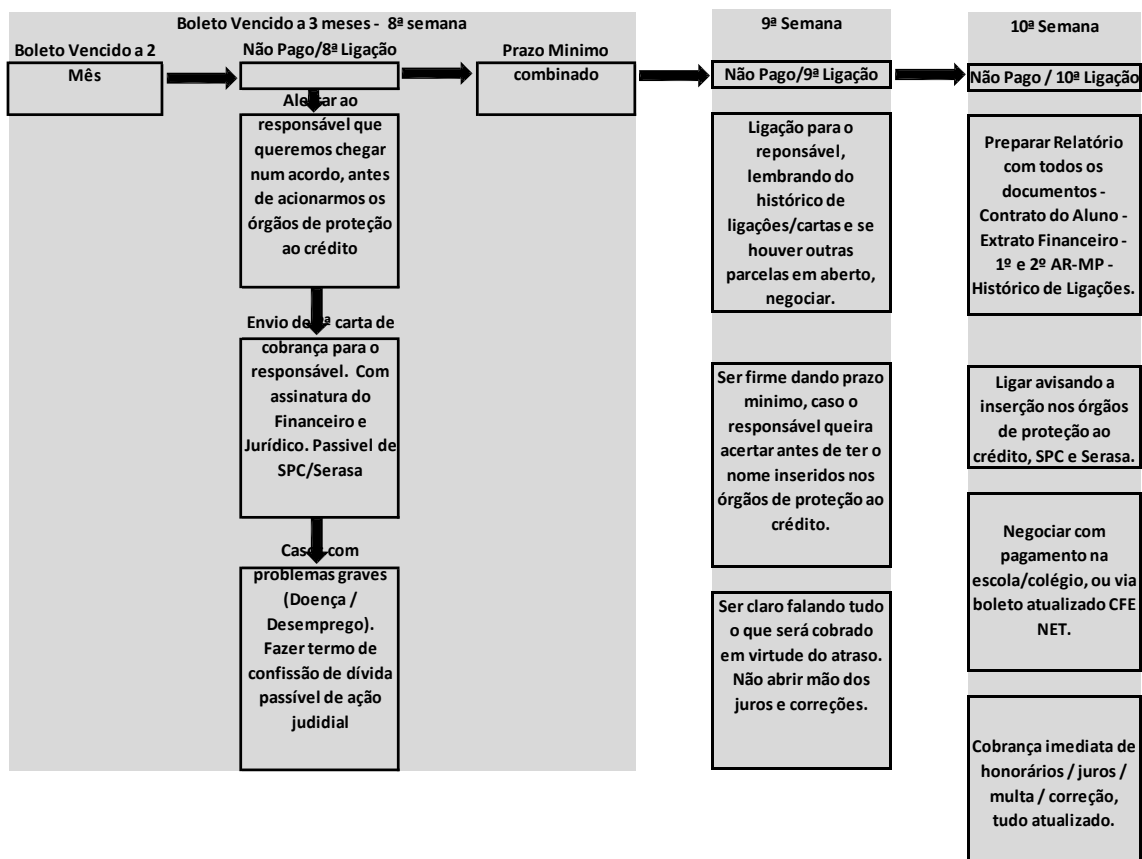 Boleto Vencido a 3 meses - 8ª semana
Boleto Vencido a 2
Mês
Não Pago/8ª Ligação
Prazo Minimo
combinado
Alertar ao
responsável que
queremos chegar
num acordo, antes
de acionarmos os
órgãos de proteção
ao crédito
Envio de carta de
cobrança para o
responsável. Com
assinatura do
Financeiro e
Jurídico. Passivel de
SPC/Serasa
Casos com
problemas graves
(Doença /
Desemprego).
Fazer termo de
confissão de dívida
passível de ação
judidial
9ª Semana
Não Pago/9ª Ligação
Ligação para o
reponsável,
lembrando do
histórico de
ligações/cartas e se
houver outras
parcelas em aberto,
negociar.
Ser firme dando prazo
minimo, caso o
responsável queira
acertar antes de ter o
nome inseridos nos
órgãos de proteção ao
crédito.
Ser claro falando tudo
o que será cobrado
em virtude do atraso.
Não abrir mão dos
juros e correções.
10ª Semana
Não Pago / 10ª Ligação
Preparar Relatório
com todos os
documentos -
Contrato do Aluno -
Extrato Financeiro -
1º e 2º AR-MP -
Histórico de Ligações.
Ligar avisando a
inserção nos órgãos
de proteção ao
crédito, SPC e Serasa.
Negociar com
pagamento na
escola/colégio, ou via
boleto atualizado CFE
NET.
Cobrança imediata de
honorários / juros /
multa / correção,
tudo atualizado.